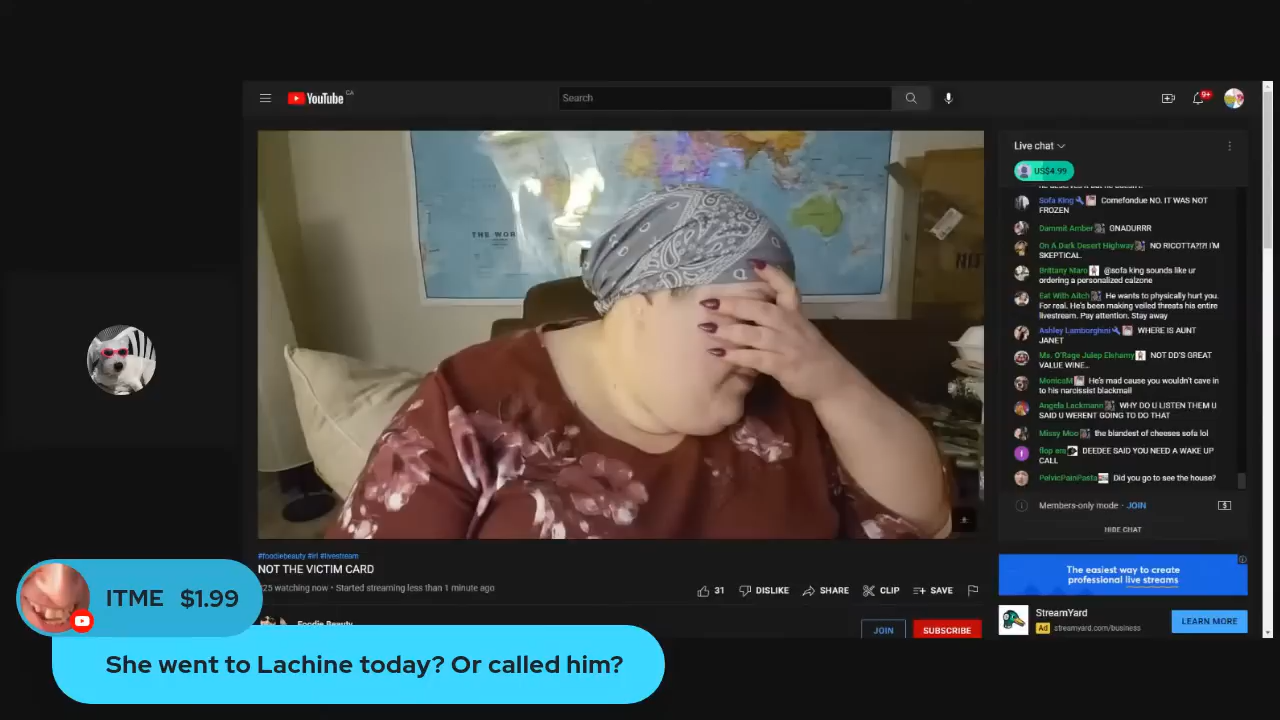 YouTube CA
Search
9+
THE WOR
Live chat
US$4.99
Sofa King Comefondue NO. IT WAS NOT
FROZEN
Dammit Amber GNADURRR
On A Dark Desert Highway NO RICOTTA?!?! I'M
SKEPTICAL.
Brittany Maro @sofa king sounds like ur
ordering a personalized calzone
Eat With Aitch He wants to physically hurt you.
For real. He's been making veiled threats his entire
livestream. Pay attention. Stay away
Ashley Lamborghini WHERE IS AUNT
JANET
Ms. O'Rage Julep Elkhamy NOT DD'S GREAT
VALUE WINE...
MonicaM He's mad cause you wouldn't cave in
to his narcissist blackmail
Angela Lackmann WHY DO U LISTEN THEM U
SAID U WERENT GOING TO DO THAT
Missy Moo the blandest of cheeses sofa lol
flop era DEEDEE SAID YOU NEED A WAKE UP
CALL
PelvicPainPasta Did you go to see the house?
Members-only mode - JOIN
HIDE CHAT
#foodiebeauty #irl #livestream
NOT THE VICTIM CARD
25 watching now • Started streaming less than 1 minute ago
31 DISLIKE SHARE CLIP SAVE
Foodie Beauty
JOIN SUBSCRIBE
The easiest way to create
professional live streams
StreamYard
Ad streamyard.com/business
LEARN MORE
ITME $1.99
She went to Lachine today? Or called him?